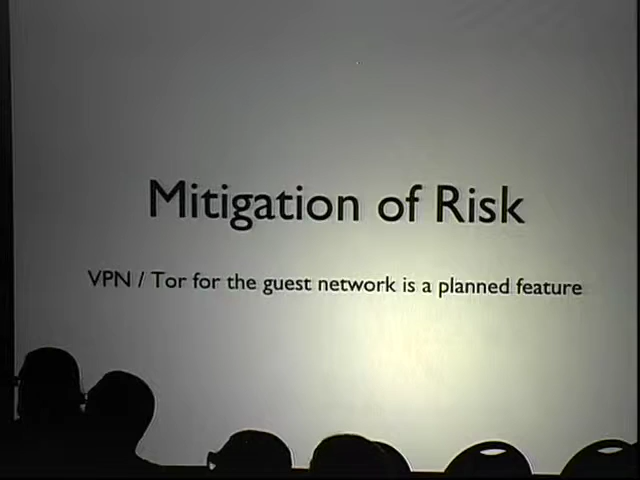 Mitigation of Risk
VPN / Tor for the guest network is a planned feature